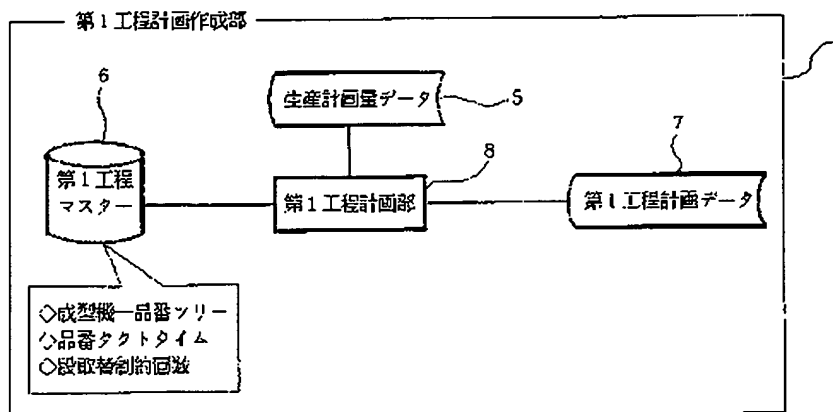 第1工程計画作成部
6
生産計画量データ
5
7
8
第1工程
マスター
第1工程計画部
第1工程計画データ
◇成型機－品番ツリー
◇品番タクトタイム
◇段取替制約回数